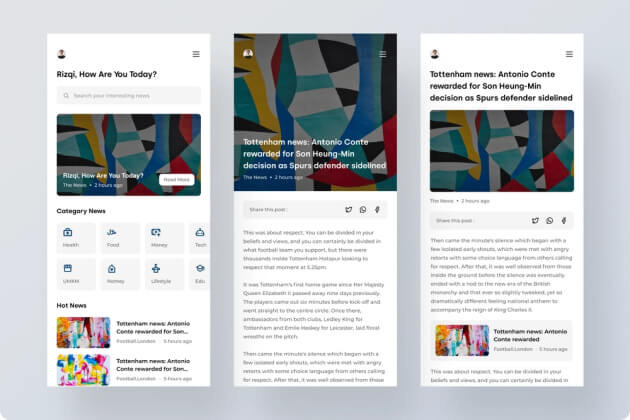 Rizqi, How Are You Today?
Search your interesting news
Rizqi, How Are You Today?
The News • 2 hours ago
Read More
Category News
Health
Food
Money
Tech
UMKM
Money
Lifestyle
Edu
Hot News
Tottenham news: Antonio
Conte rewarded for Son...
Football.London • 5 hours ago
Tottenham news: Antonio
Conte rewarded for Son...
Football.London • 5 hours ago
Tottenham news: Antonio Conte
rewarded for Son Heung-Min
decision as Spurs defender sidelined
The News • 2 hours ago
Share this post :
This was about respect. You can be divided in your
beliefs and views, and you can certainly be divided in
what football team you support, but there were
thousands inside Tottenham Hotspur looking to
respect that moment at 5.25pm.
It was Tottenham's first home game since Her Majesty
Queen Elizabeth II passed away nine days previously.
The players came out six minutes before kick-off and
went straight to the centre circle. Once there,
ambassadors from both clubs, Ledley King for
Tottenham and Emile Heskey for Leicester, laid floral
wreaths on the pitch.
Then came the minute's silence which began with a
few isolated early shouts, which were met with angry
retorts with some choice language from others calling
for respect. After that, it was well observed from those
Tottenham news: Antonio Conte
rewarded for Son Heung-Min
decision as Spurs defender sidelined
The News • 2 hours ago
Share this post :
Then came the minute's silence which began with a
few isolated early shouts, which were met with angry
retorts with some choice language from others calling
for respect. After that, it was well observed from those
inside the ground before the silence was eventually
ended with a nod to the new era of the British
monarchy and that ever so slightly tweaked, yet so
dramatically different feeling national anthem to
accompany the reign of King Charles II.
Tottenham news: Antonio
Conte rewarded
Football.London • 5 hours ago
This was about respect. You can be divided in your
beliefs and views, and you can certainly be divided in